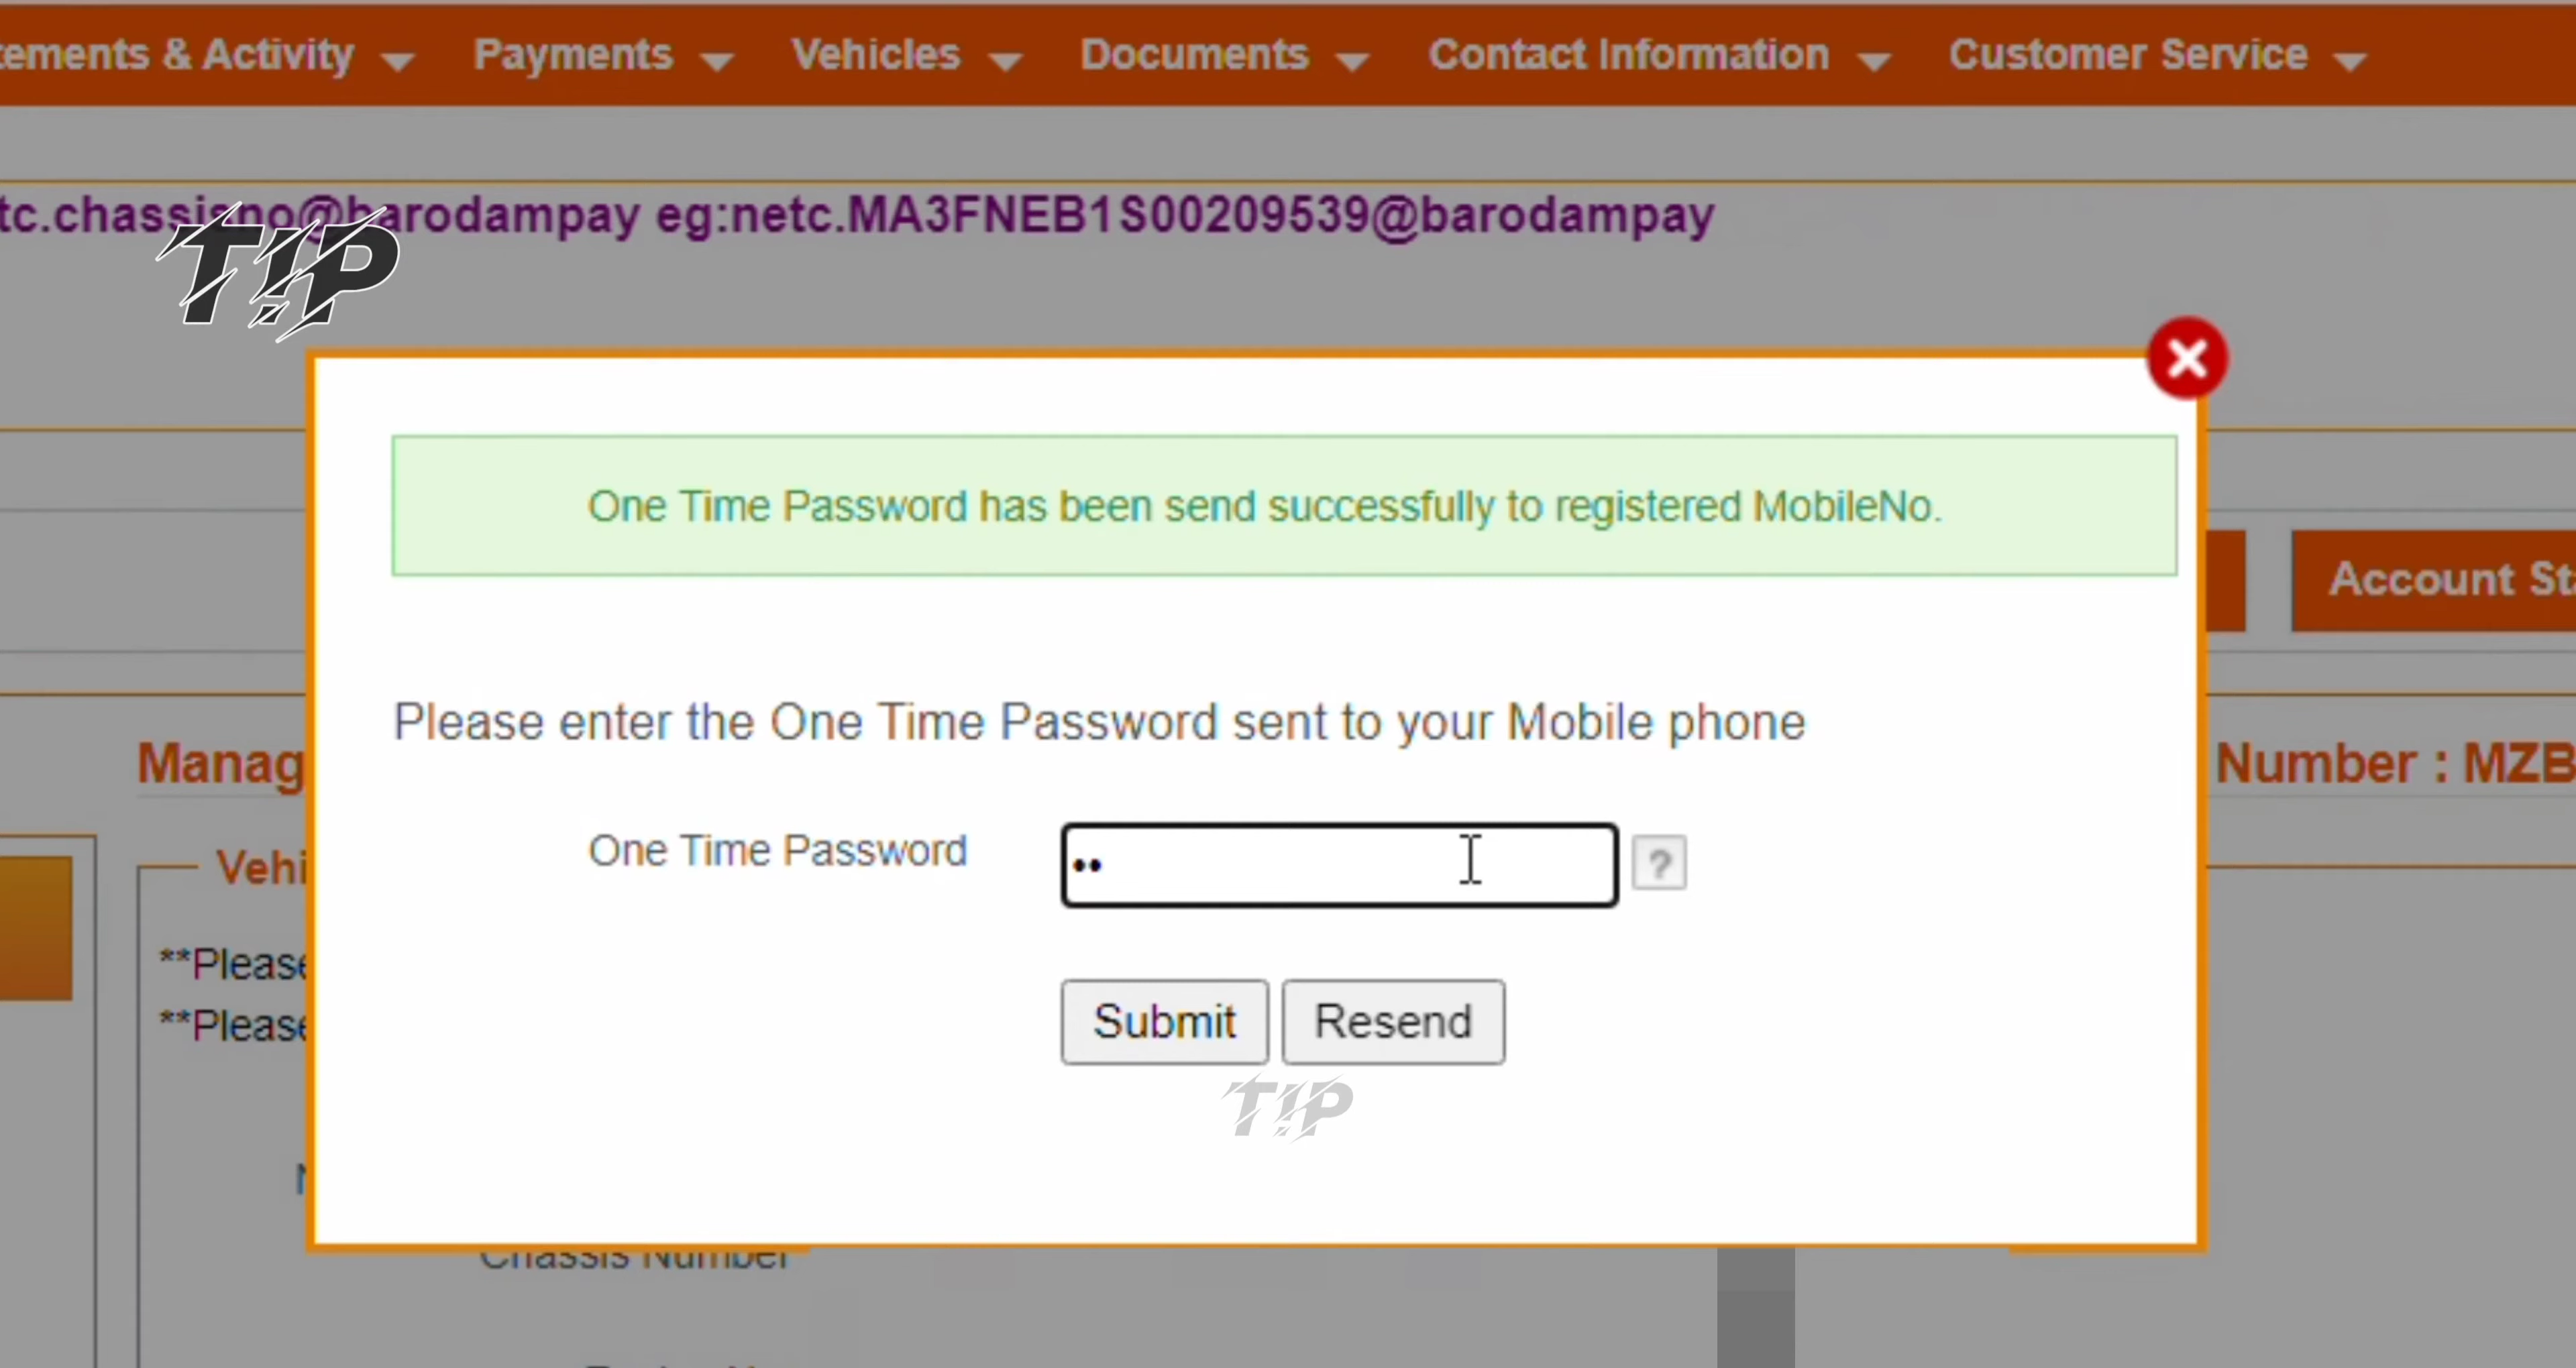 ements & Activity Payments Vehicles Documents Contact Information Customer Service
tc.chassisno@barodampay eg:netc.MA3FNEB1S00209539@barodampay
TIP
One Time Password has been send successfully to registered MobileNo.
Account Sta
Please enter the One Time Password sent to your Mobile phone
Manag
Number : MZB
One Time Password
••
?
Vehi
**Please
**Please
Submit Resend
TIP
Chassis Number